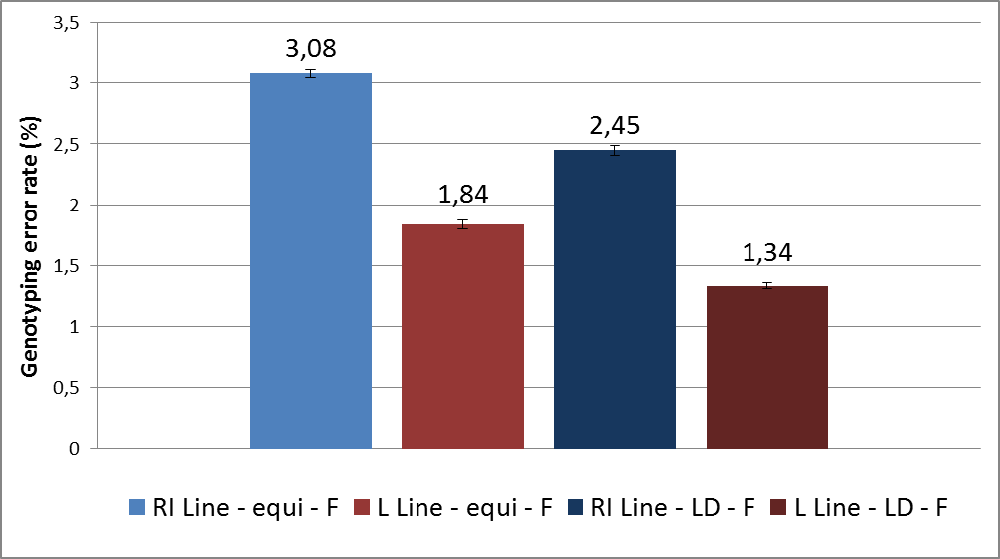 3,5
3
2,5
2
1,5
1
0,5
0
Genotyping error rate (%)
3,08
1,84
2,45
1,34
RI Line - equi - F
L Line - equi - F
RI Line - LD - F
L Line - LD - F